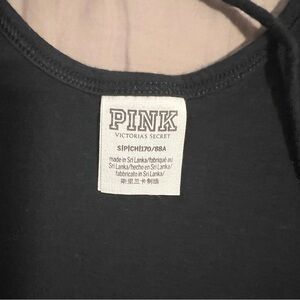 PINK
VICTORIA'S SECRET
S|P|CH|170/88A
made in Sri Lanka/fabriqué au
Sri Lanka/hecho en Sri Lanka/
fabbricato in Sri Lanka/
斯里兰卡制造